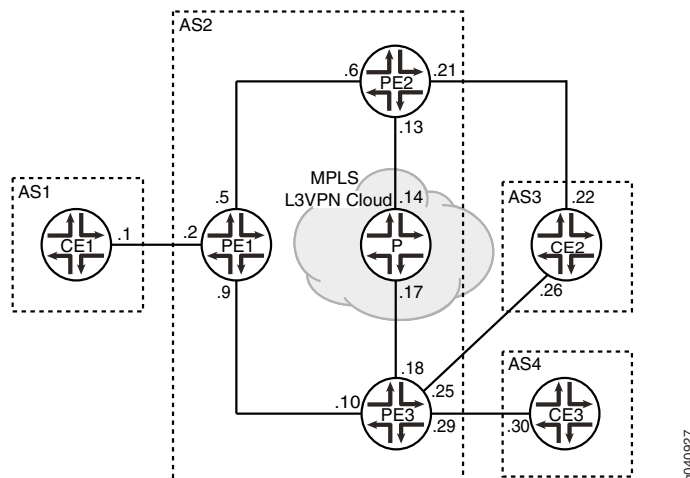 AS2
.6
.21
PE2
.13
MPLS
L3VPN Cloud
.14
AS1
.5
AS3
.22
CE1
.1
.2
PE1
P
CE2
.9
.17
.26
.18
.25
AS4
.10
PE3
.29
.30
CE3
g040927